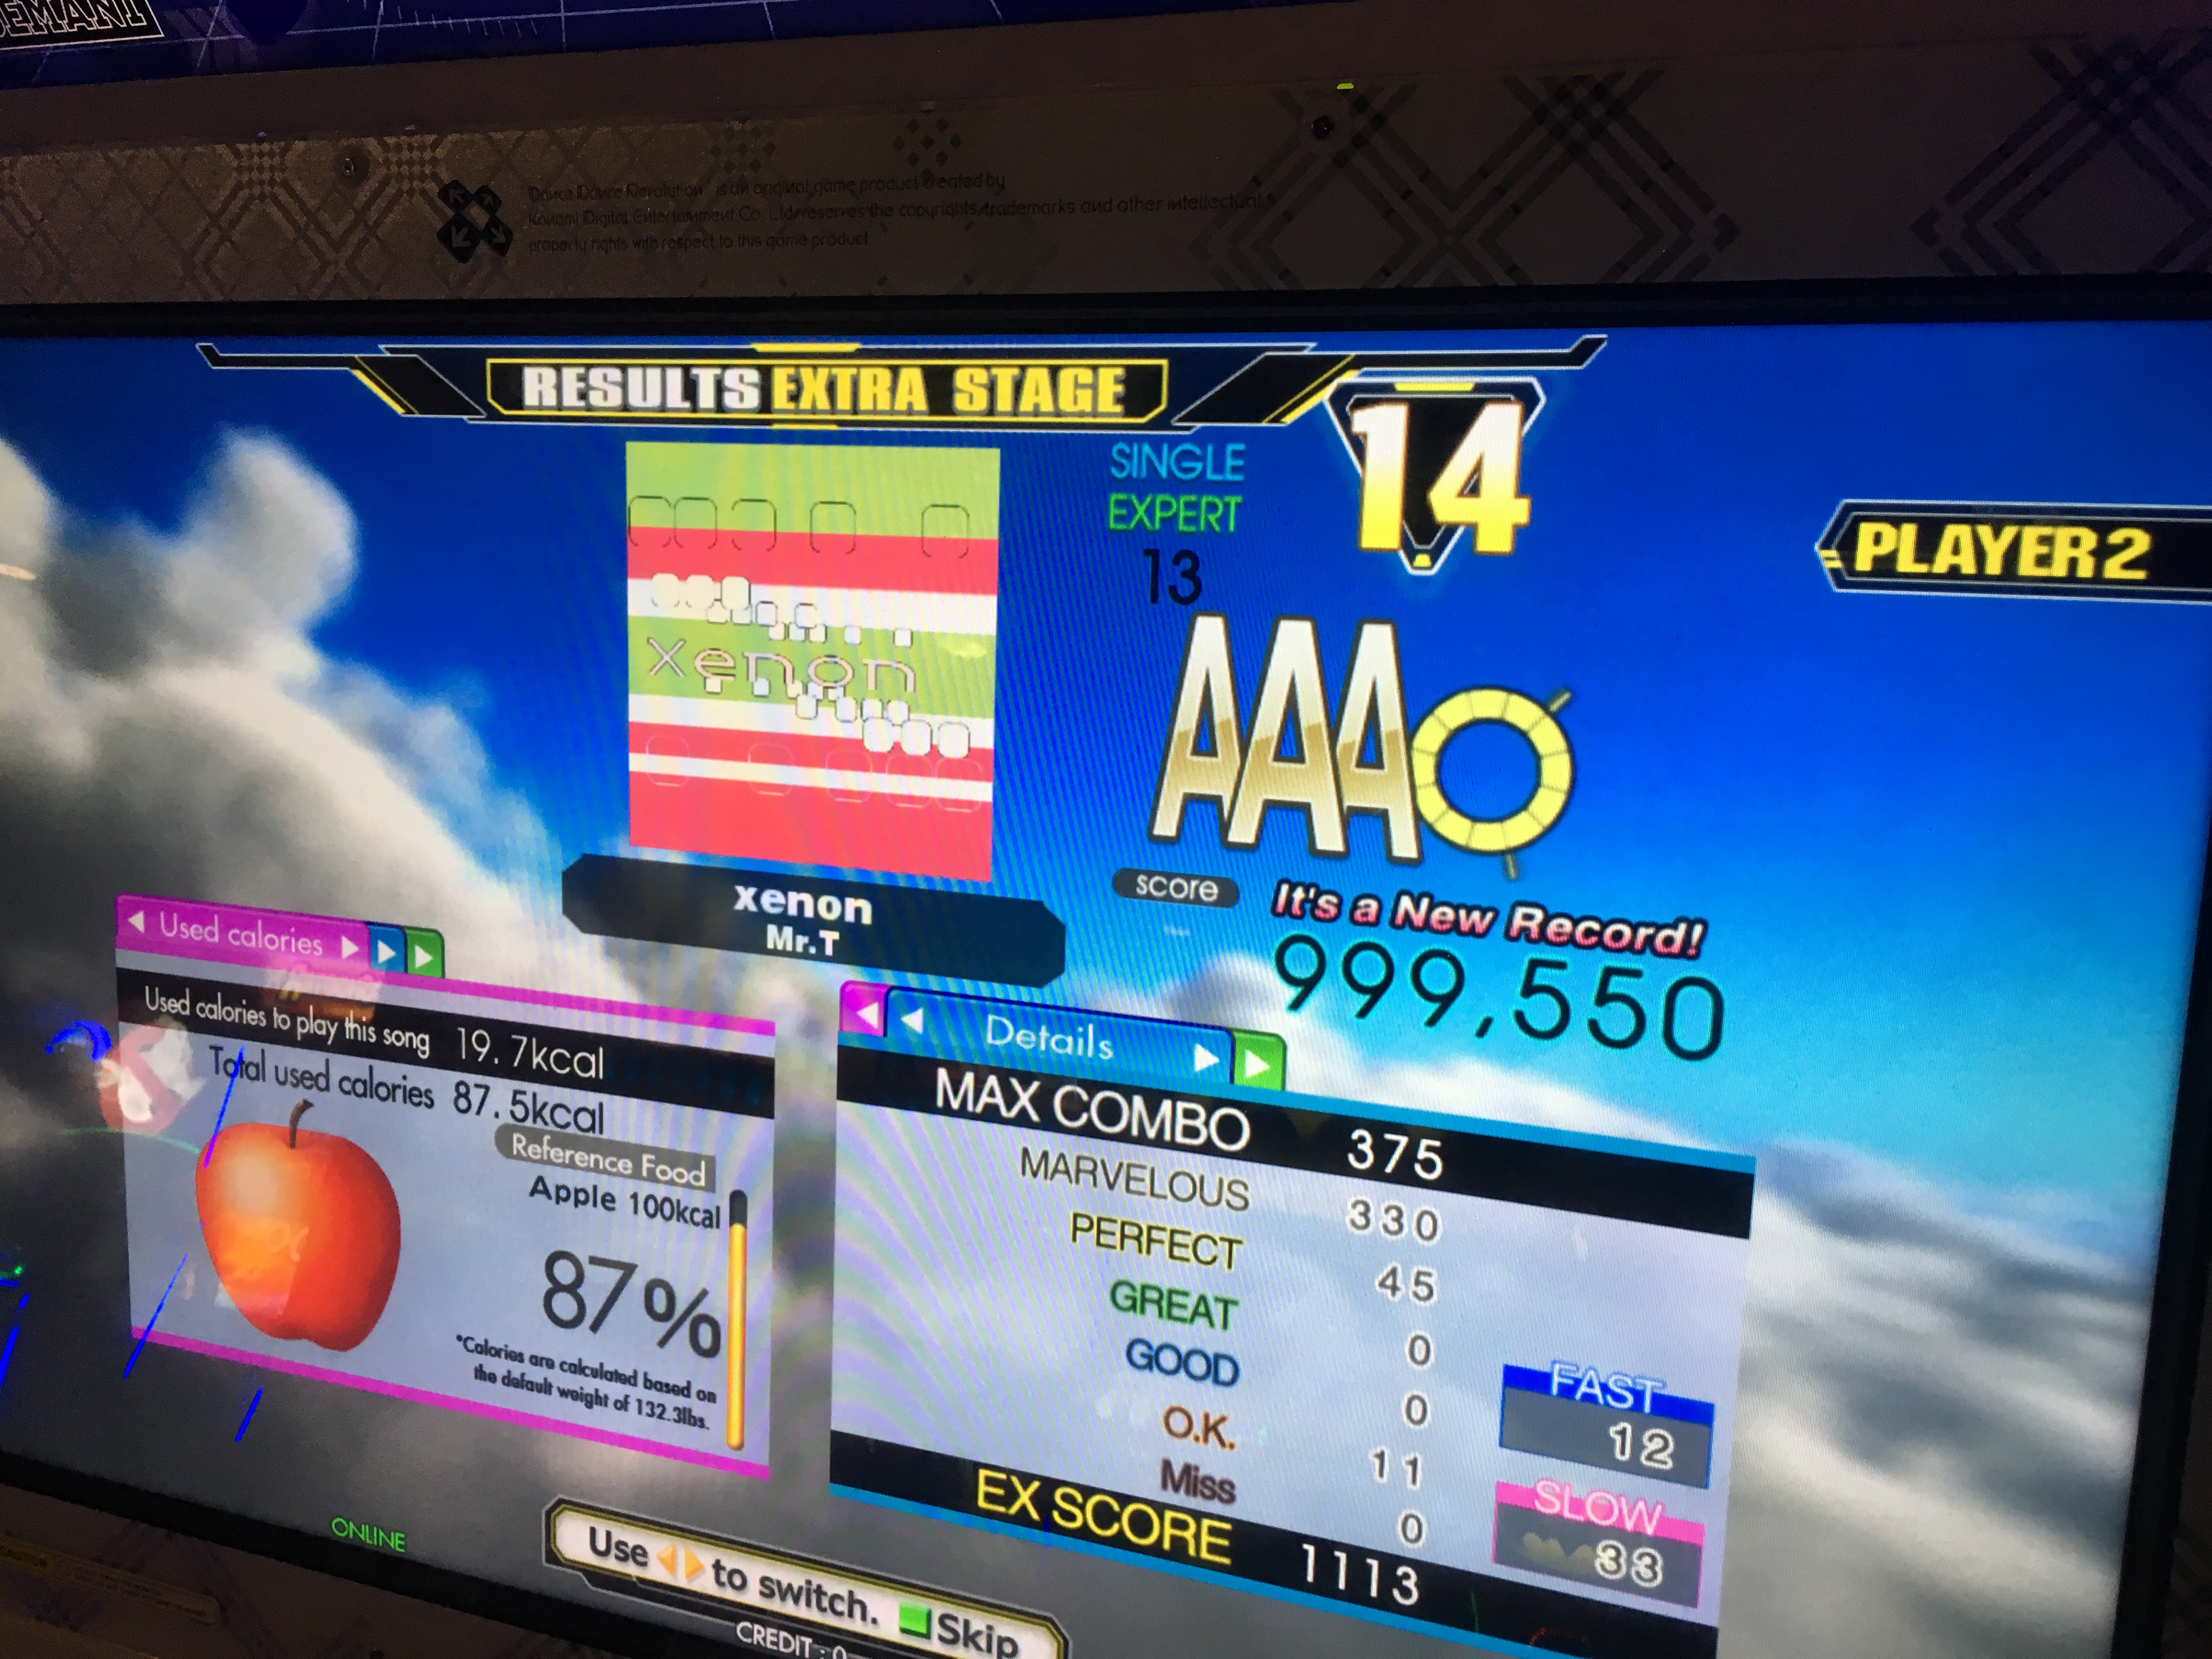 DEMANI
"Dance Dance Revolution" is an original game product created by
Konami Digital Entertainment Co., Ltd. reserves the copyrights, trademarks and other intellectual
property rights with respect to this game product
RESULTS EXTRA STAGE
14
SINGLE
EXPERT
13
PLAYER 2
xenon
AAA
xenon
Mr.T
score
It's a New Record!
999,550
Used calories
Used calories to play this song 19.7kcal
Total used calories 87.5kcal
Reference Food
Apple 100kcal
87%
*Calories are calculated based on
the default weight of 132.3lbs.
Details
MAX COMBO 375
MARVELOUS 330
PERFECT 45
GREAT 0
GOOD 0
O.K. 11
Miss 0
EX SCORE 1113
FAST
12
SLOW
33
ONLINE
Use to switch. Skip
CREDIT : 0